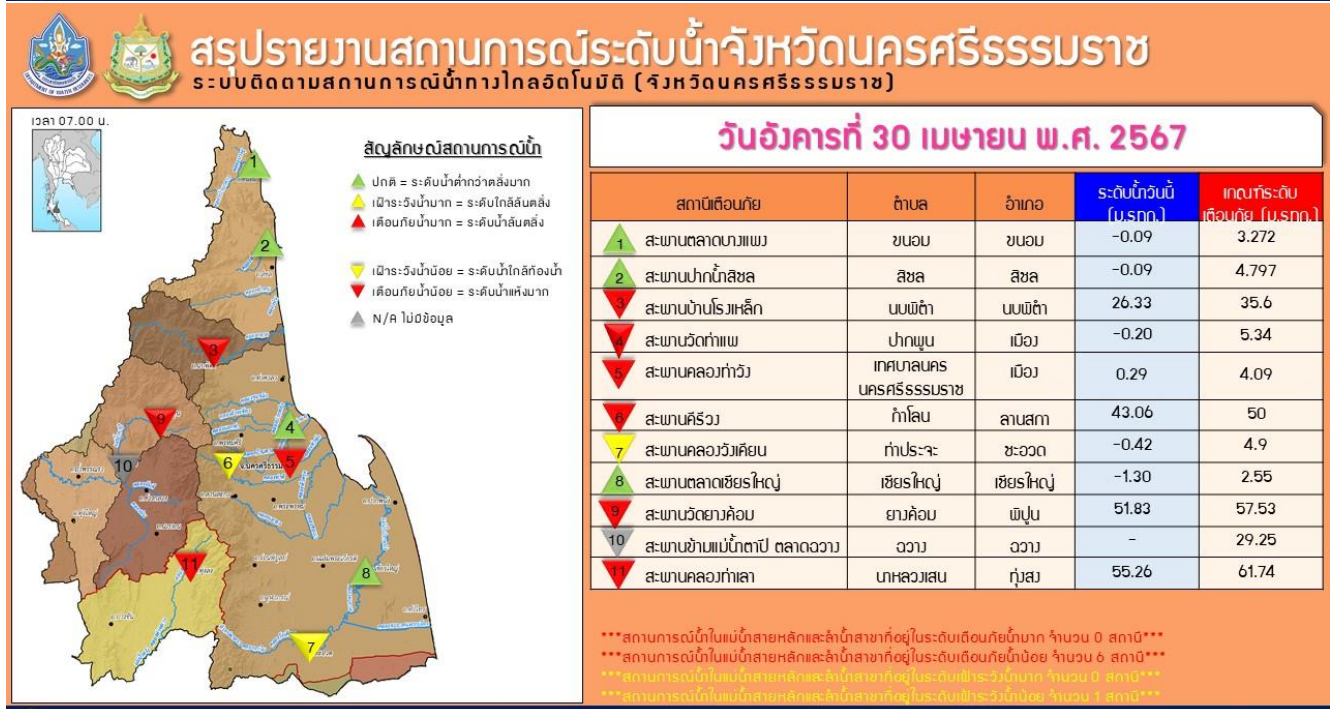 สรุปรายงานสถานการณ์ระดับน้ำจังหวัดนครศรีธรรมราช
ระบบติดตามสถานการณ์น้ำทางไกลอัตโนมัติ (จังหวัดนครศรีธรรมราช)
เวลา 07.00 น.
สัญลักษณ์สถานการณ์น้ำ
ปกติ = ระดับน้ำต่ำกว่าตลิ่งมาก
เฝ้าระวังน้ำมาก = ระดับใกล้ล้นตลิ่ง
เตือนภัยน้ำมาก = ระดับน้ำล้นตลิ่ง
เฝ้าระวังน้ำน้อย = ระดับน้ำใกล้ท้องน้ำ
เตือนภัยน้ำน้อย = ระดับน้ำแห้งมาก
N/A ไม่มีข้อมูล
1
2
3
9
4
10
6
5
11
8
7
วันอังคารที่ 30 เมษายน พ.ศ. 2567
สถานีเตือนภัย ตำบล อำเภอ ระดับน้ำวันนี้ (ม.รทก.) เกณฑ์ระดับเตือนภัย (ม.รทก.)
1 สะพานตลาดบางแพง ขนอม ขนอม -0.09 3.272
2 สะพานปากน้ำสิชล สิชล สิชล -0.09 4.797
3 สะพานบ้านโรงเหล็ก นบพิตำ นบพิตำ 26.33 35.6
4 สะพานวัดท่าแพ ปากพูน เมือง -0.20 5.34
5 สะพานคลองท่าวัง เทศบาลนครนครศรีธรรมราช เมือง 0.29 4.09
6 สะพานคีรีวง กำโลน ลานสกา 43.06 50
7 สะพานคลองวังเคียน ท่าประจะ ชะอวด -0.42 4.9
8 สะพานตลาดเชียรใหญ่ เชียรใหญ่ เชียรใหญ่ -1.30 2.55
9 สะพานวัดยางค้อม ยางค้อม พิปูน 51.83 57.53
10 สะพานข้ามแม่น้ำตาปี ตลาดฉวาง ฉวาง ฉวาง - 29.25
11 สะพานคลองท่าเลา นาหลวงเสน ทุ่งสง 55.26 61.74
***สถานการณ์น้ำในแม่น้ำสายหลักและลำน้ำสาขาที่อยู่ในระดับเตือนภัยน้ำมาก จำนวน 0 สถานี***
***สถานการณ์น้ำในแม่น้ำสายหลักและลำน้ำสาขาที่อยู่ในระดับเตือนภัยน้ำน้อย จำนวน 6 สถานี***
***สถานการณ์น้ำในแม่น้ำสายหลักและลำน้ำสาขาที่อยู่ในระดับเฝ้าระวังน้ำมาก จำนวน 0 สถานี***
***สถานการณ์น้ำในแม่น้ำสายหลักและลำน้ำสาขาที่อยู่ในระดับเฝ้าระวังน้ำน้อย จำนวน 1 สถานี***